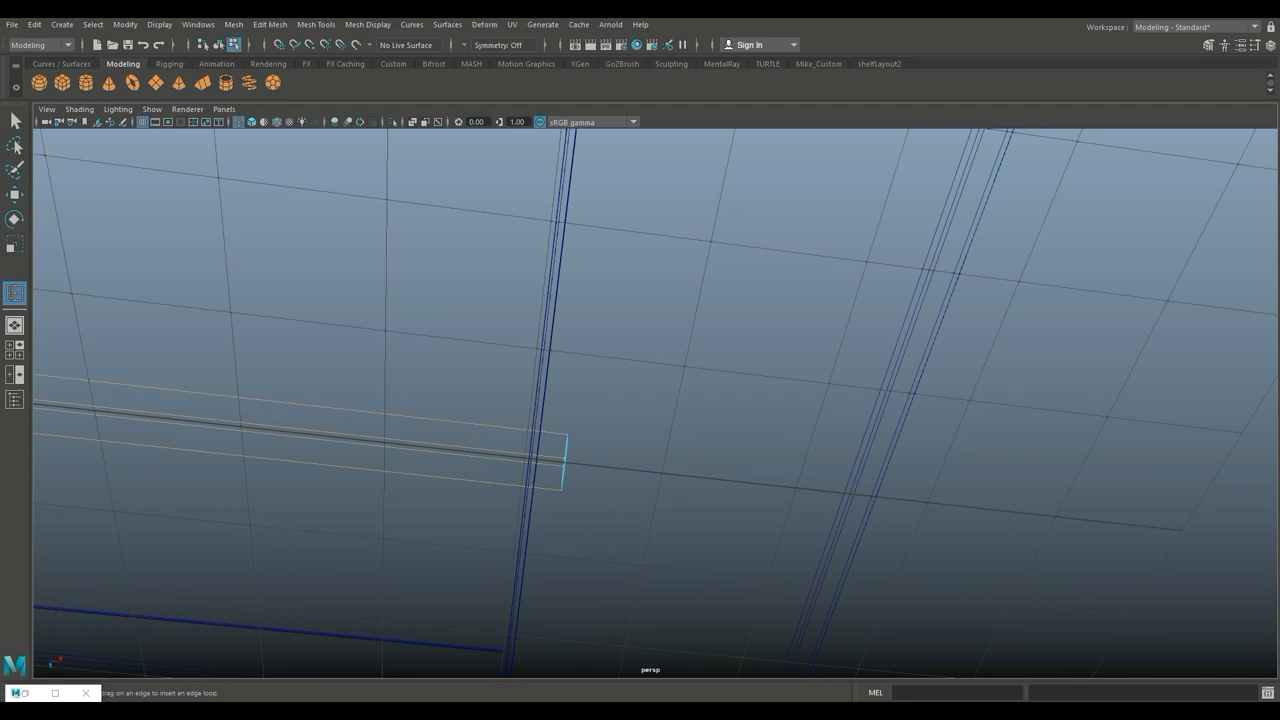 File Edit Create Select Modify Display Windows Mesh Edit Mesh Mesh Tools Mesh Display Curves Surfaces Deform UV Generate Cache Arnold Help
Workspace : Modeling - Standard*
Modeling No Live Surface Symmetry: Off Sign In
Curves / Surfaces Modeling Rigging Animation Rendering FX FX Caching Custom Bifrost MASH Motion Graphics XGen GoZBrush Sculpting MentalRay TURTLE Mike_Custom shelfLayout2
View Shading Lighting Show Renderer Panels
0.00 1.00 sRGB gamma
persp
drag on an edge to insert an edge loop. MEL